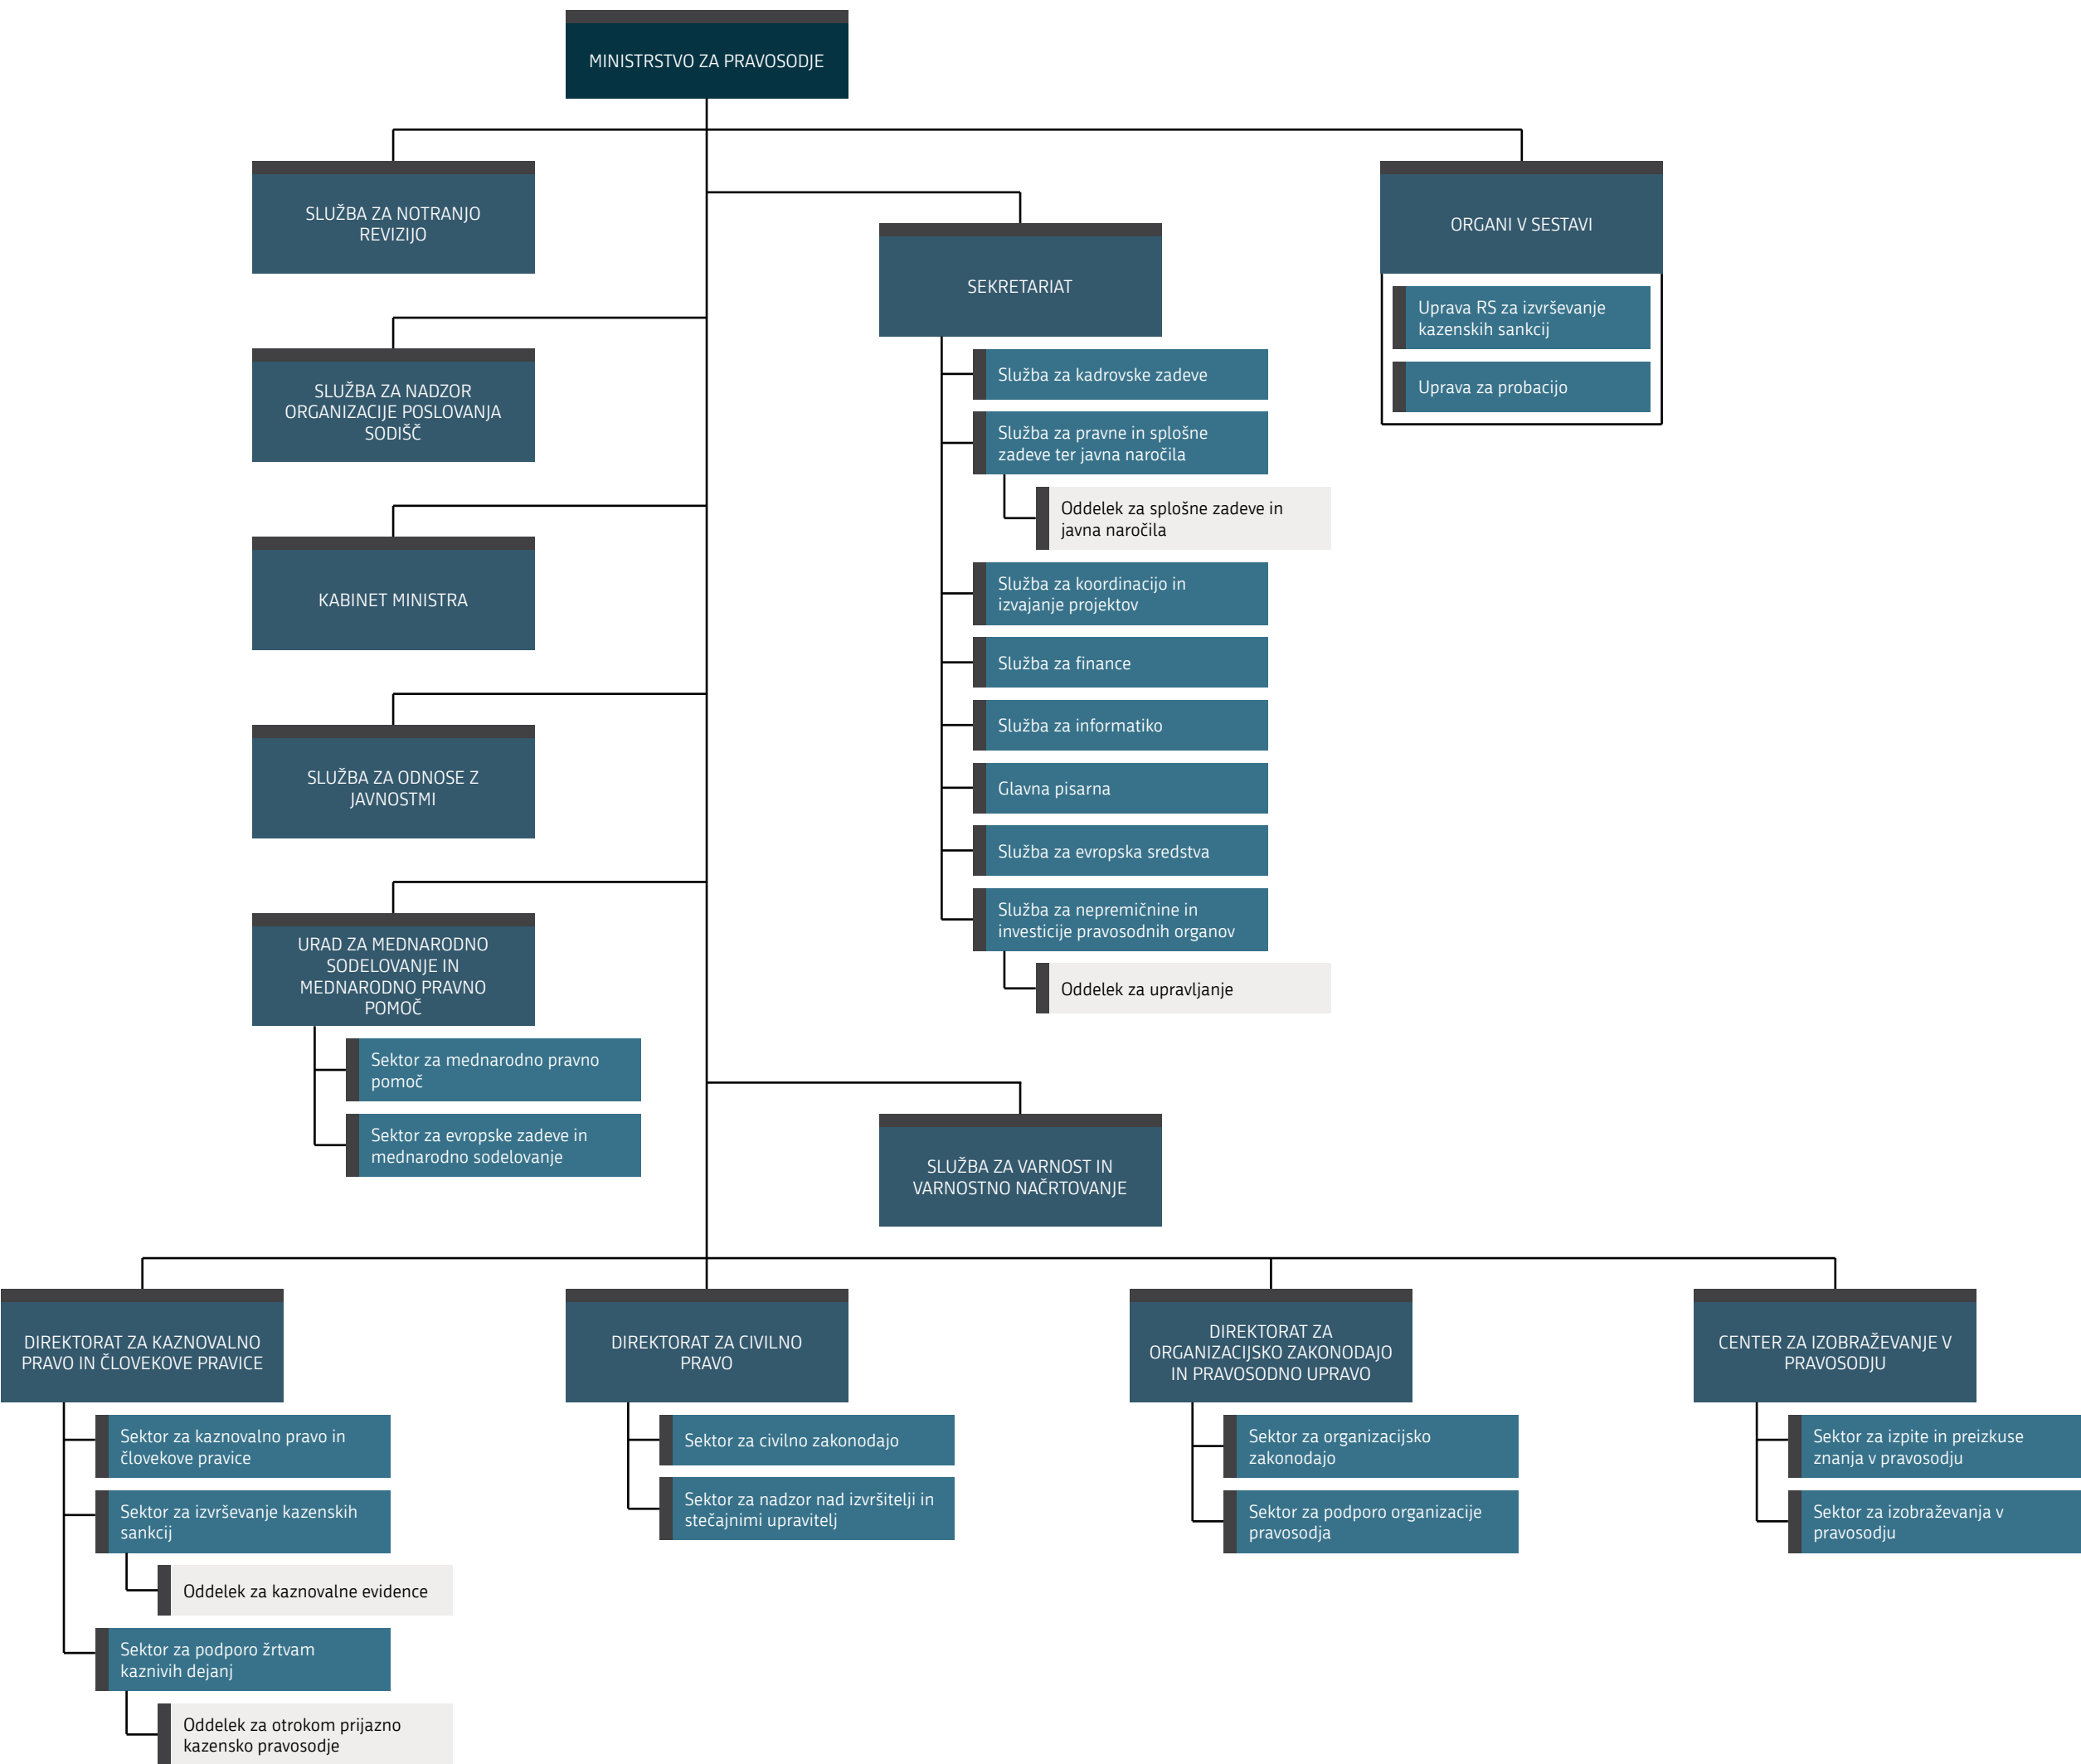 MINISTRSTVO ZA PRAVOSODJE
SLUŽBA ZA NOTRANJO
REVIZIJO
SLUŽBA ZA NADZOR
ORGANIZACIJE POSLOVANJA
SODIŠČ
KABINET MINISTRA
SLUŽBA ZA ODNOSE Z
JAVNOSTMI
URAD ZA MEDNARODNO
SODELOVANJE IN
MEDNARODNO PRAVNO
POMOČ
Sektor za mednarodno pravno
pomoč
Sektor za evropske zadeve in
mednarodno sodelovanje
SEKRETARIAT
Služba za kadrovske zadeve
Služba za pravne in splošne
zadeve ter javna naročila
Oddelek za splošne zadeve in
javna naročila
Služba za koordinacijo in
izvajanje projektov
Služba za finance
Služba za informatiko
Glavna pisarna
Služba za evropska sredstva
Služba za nepremičnine in
investicije pravosodnih organov
Oddelek za upravljanje
SLUŽBA ZA VARNOST IN
VARNOSTNO NAČRTOVANJE
ORGANI V SESTAVI
Uprava RS za izvrševanje
kazenskih sankcij
Uprava za probacijo
DIREKTORAT ZA KAZNOVALNO
PRAVO IN ČLOVEKOVE PRAVICE
Sektor za kaznovalno pravo in
človekove pravice
Sektor za izvrševanje kazenskih
sankcij
Oddelek za kaznovalne evidence
Sektor za podporo žrtvam
kaznivih dejanj
Oddelek za otrokom prijazno
kazensko pravosodje
DIREKTORAT ZA CIVILNO
PRAVO
Sektor za civilno zakonodajo
Sektor za nadzor nad izvršitelji in
stečajnimi upravitelj
DIREKTORAT ZA
ORGANIZACIJSKO ZAKONODAJO
IN PRAVOSODNO UPRAVO
Sektor za organizacijsko
zakonodajo
Sektor za podporo organizacije
pravosodja
CENTER ZA IZOBRAŽEVANJE V
PRAVOSODJU
Sektor za izpite in preizkuse
znanja v pravosodju
Sektor za izobraževanja v
pravosodju